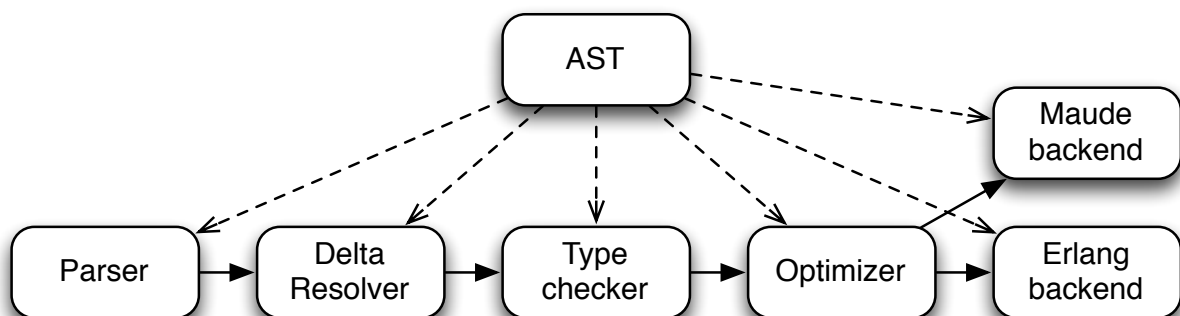 AST
Maude
backend
Parser
Delta
Resolver
Type
checker
Optimizer
Erlang
backend